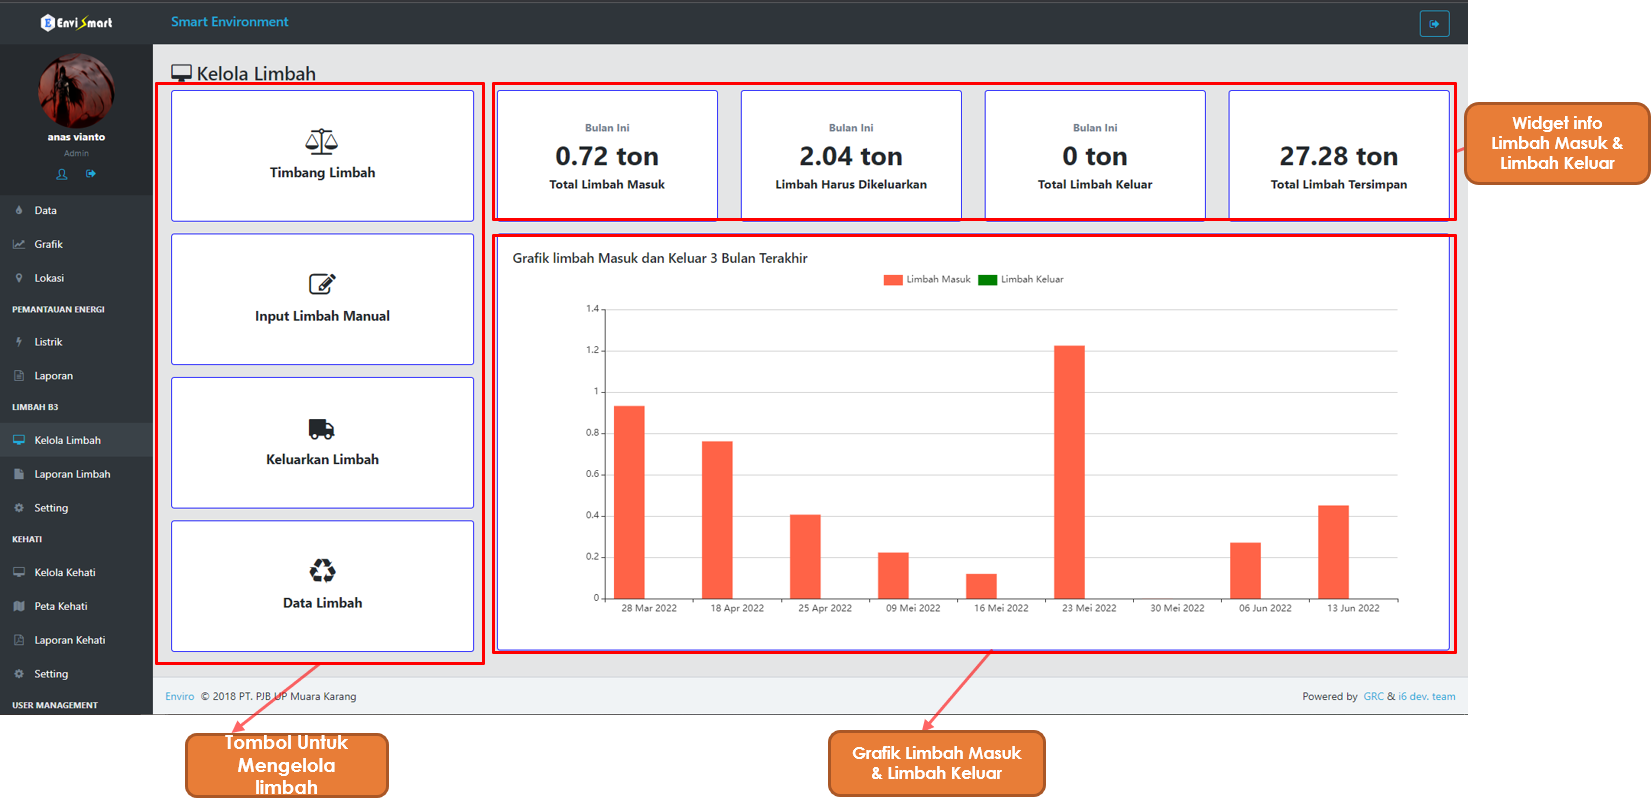 EnviSmart
Smart Environment
anas vianto
Admin
Data
Grafik
Lokasi
PEMANTAUAN ENERGI
Listrik
Laporan
LIMBAH B3
Kelola Limbah
Laporan Limbah
Setting
KEHATI
Kelola Kehati
Peta Kehati
Laporan Kehati
Setting
USER MANAGEMENT
Kelola Limbah
Timbang Limbah
Input Limbah Manual
Keluarkan Limbah
Data Limbah
Bulan Ini
0.72 ton
Total Limbah Masuk
Bulan Ini
2.04 ton
Limbah Harus Dikeluarkan
Bulan Ini
0 ton
Total Limbah Keluar
27.28 ton
Total Limbah Tersimpan
Widget info
Limbah Masuk &
Limbah Keluar
Grafik limbah Masuk dan Keluar 3 Bulan Terakhir
Limbah Masuk Limbah Keluar
1.4
1.2
1
0.8
0.6
0.4
0.2
0
28 Mar 2022 18 Apr 2022 25 Apr 2022 09 Mei 2022 16 Mei 2022 23 Mei 2022 30 Mei 2022 06 Jun 2022 13 Jun 2022
Enviro © 2018 PT. PJB UP Muara Karang
Powered by GRC & i6 dev. team
Tombol Untuk
Mengelola
limbah
Grafik Limbah Masuk
& Limbah Keluar